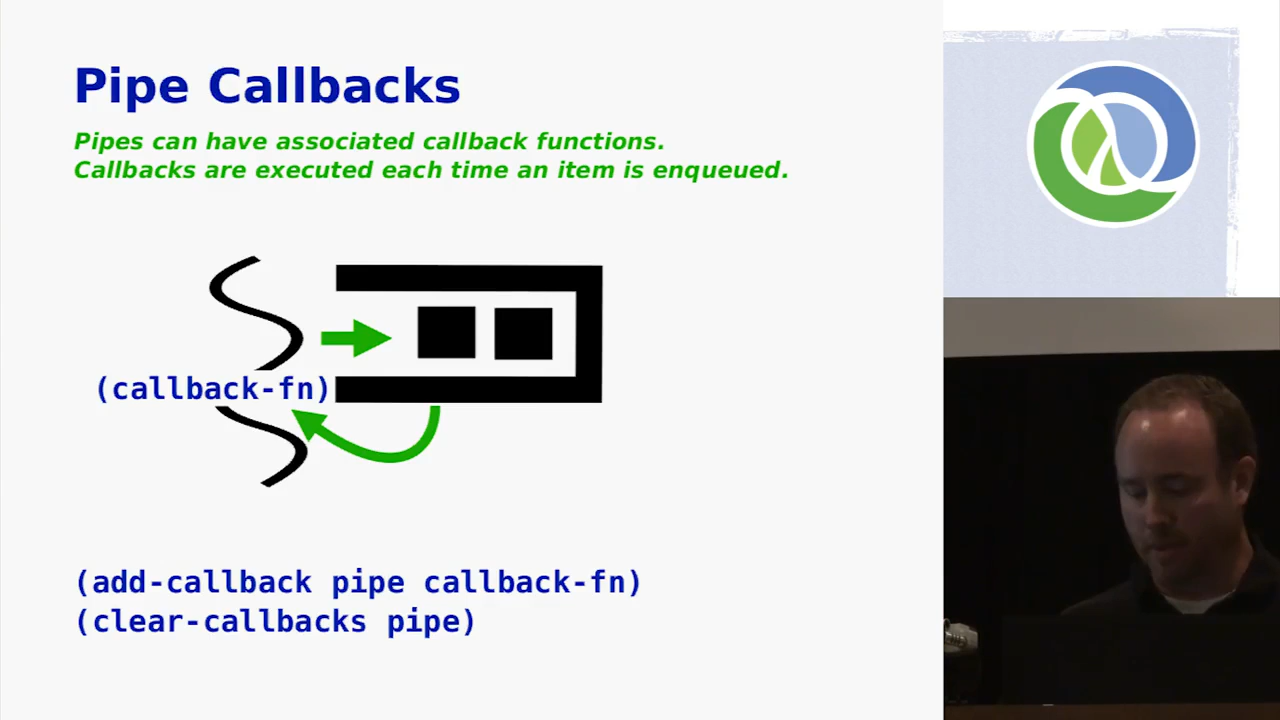 Pipe Callbacks
Pipes can have associated callback functions.
Callbacks are executed each time an item is enqueued.
(callback-fn)
(add-callback pipe callback-fn)
(clear-callbacks pipe)